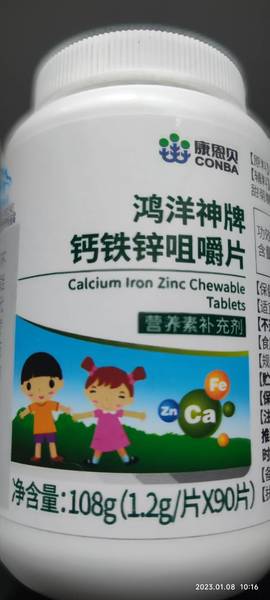 康恩贝
CONBA
鸿洋神牌
钙铁锌咀嚼片
Calcium Iron Zinc Chewable
Tablets
营养素补充剂
Fe
Zn
Ca
净含量:108g(1.2g/片X90片)
2023.01.08 10:16